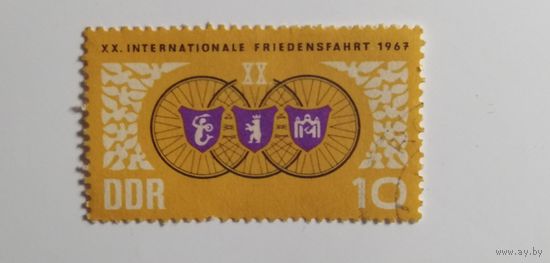 XX. INTERNATIONALE FRIEDENSFAHRT 1967
XX
DDR 10
www.ay.by